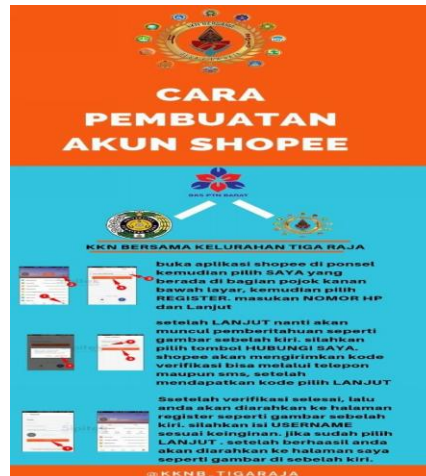 CARA
PEMBUATAN
AKUN SHOPEE
BKS PTN BARAT
KKN BERSAMA KELURAHAN TIGA RAJA
buka aplikasi shopee di ponsel
kemudian pilih SAYA yang
berada di bagian pojok kanan
bawah layar, kemudian pilih
REGISTER. masukan NOMOR HP
dan Lanjut
setelah LANJUT nanti akan
muncul pemberitahuan seperti
gambar sebelah kiri. silahkan
pilih tombol HUBUNGI SAYA.
shopee akan mengirimkan kode
verifikasi bisa melalui telepon
maupun sms, setelah
mendapatkan kode pilih LANJUT
Ssetelah verifikasi selesai, lalu
anda akan diarahkan ke halaman
register seperti gambar sebelah
kiri. silahkan isi USERNAME
sesuai keinginan. jika sudah pilih
LANJUT. setelah berhaasil anda
akan diarahkan ke halaman saya
seperti gambar di sebelah kiri.
@KKNB_TIGARAJA